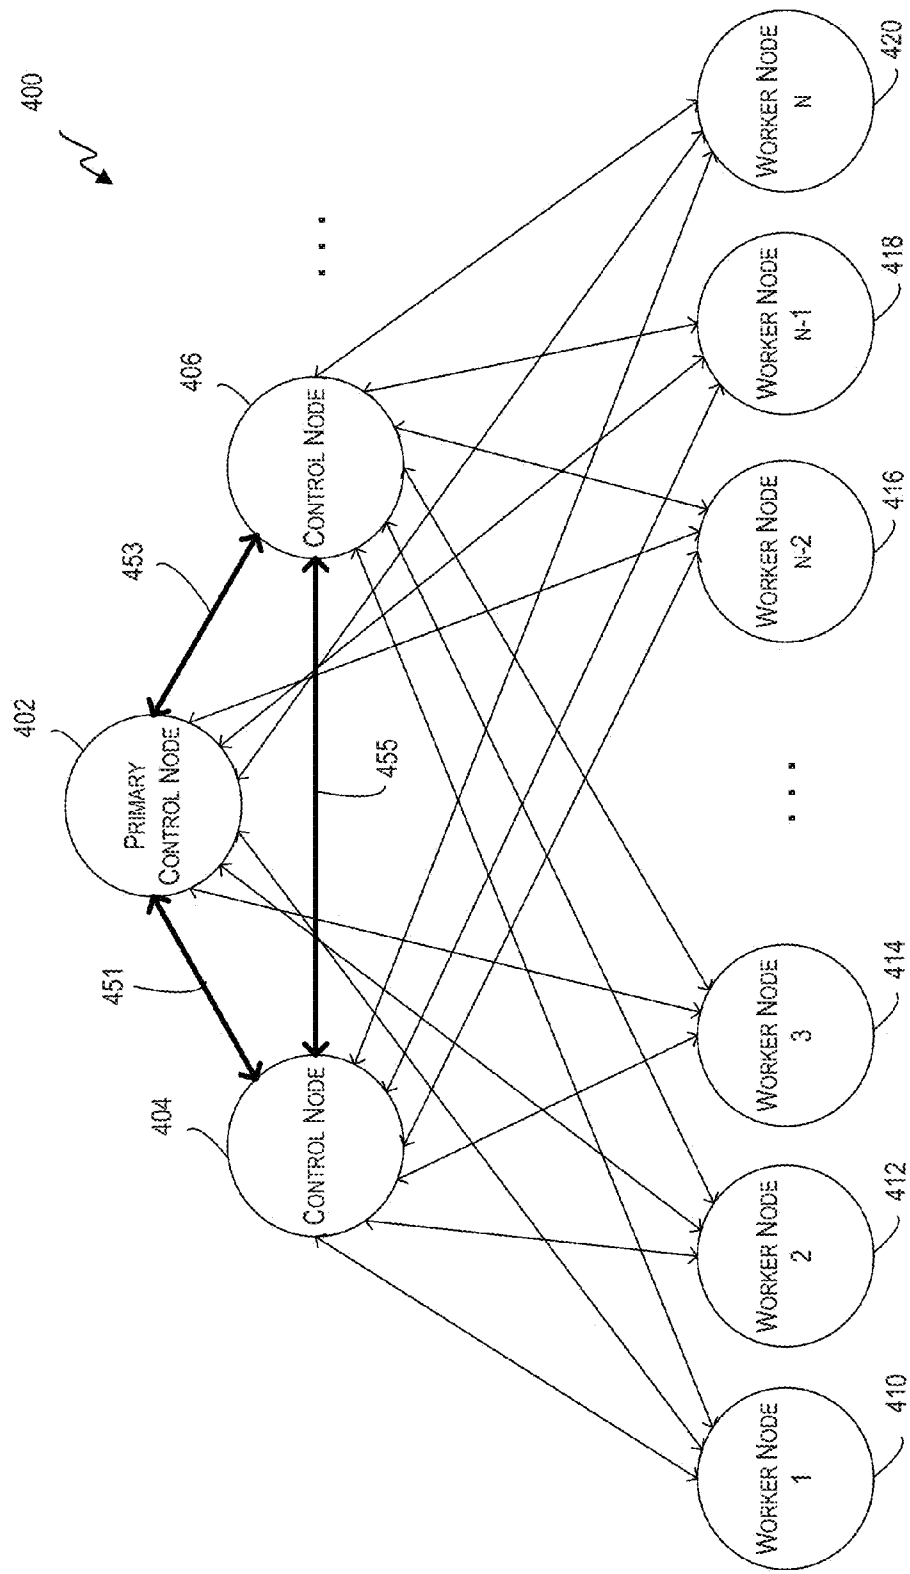 400
402
PRIMARY
CONTROL NODE
451
453
404
CONTROL NODE
406
CONTROL NODE
...
455
WORKER NODE
1
410
WORKER NODE
2
412
WORKER NODE
3
414
...
WORKER NODE
N-2
416
WORKER NODE
N-1
418
WORKER NODE
N
420